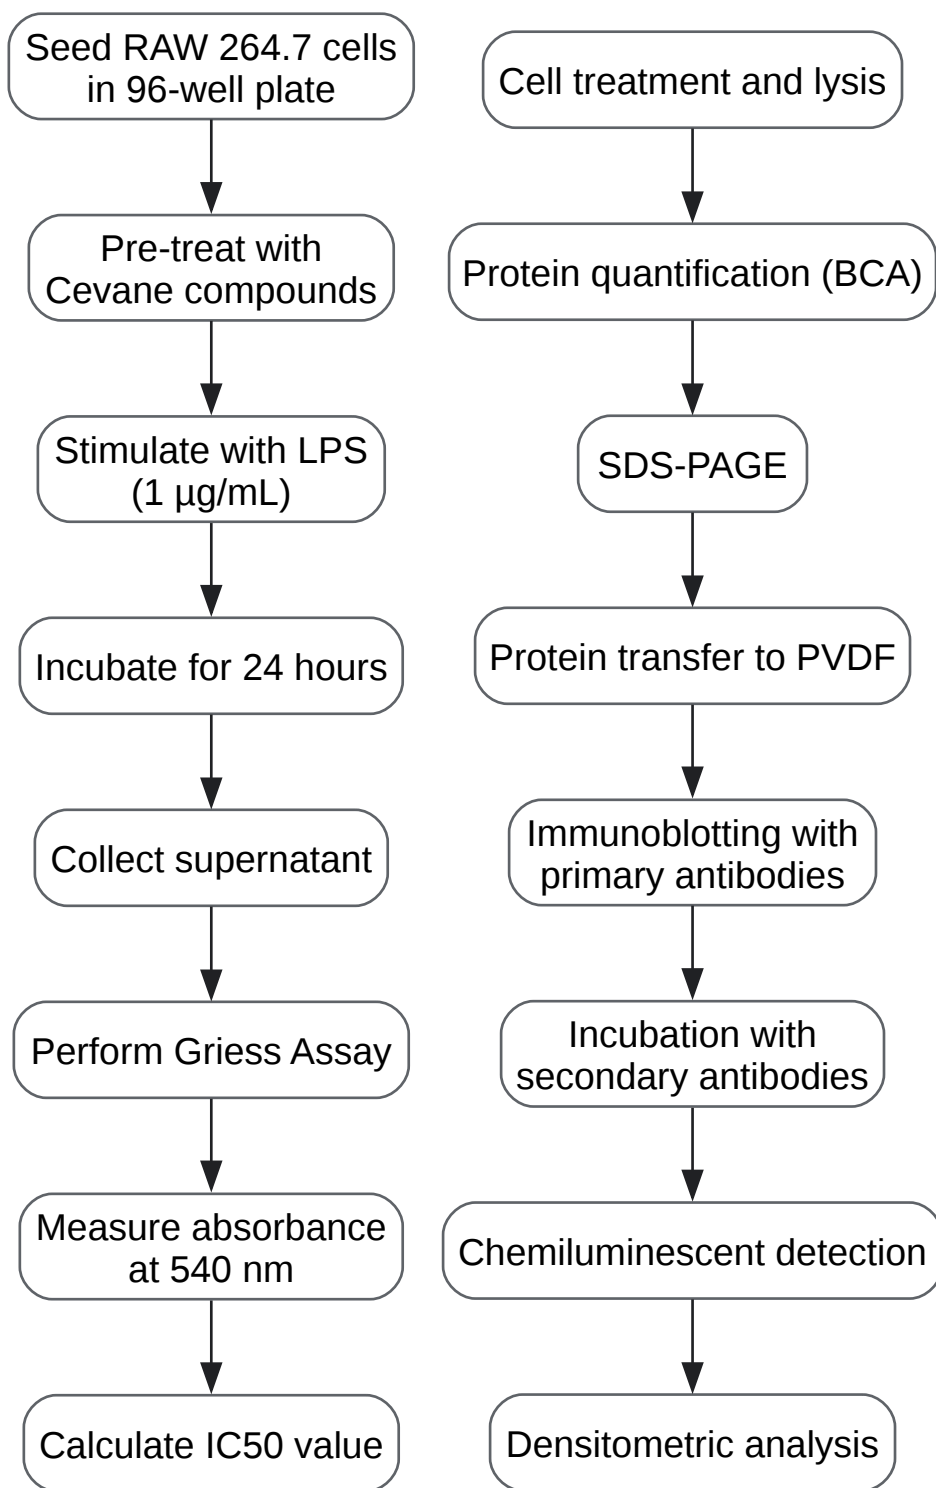 Seed RAW 264.7 cells
in 96-well plate
Pre-treat with
Cevane compounds
Stimulate with LPS
(1 µg/mL)
Incubate for 24 hours
Collect supernatant
Perform Griess Assay
Measure absorbance
at 540 nm
Calculate IC50 value
Cell treatment and lysis
Protein quantification (BCA)
SDS-PAGE
Protein transfer to PVDF
Immunoblotting with
primary antibodies
Incubation with
secondary antibodies
Chemiluminescent detection
Densitometric analysis